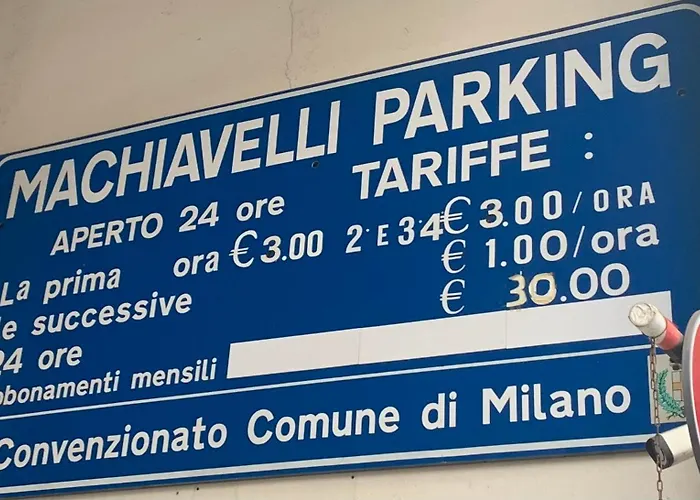 MACHIAVELLI PARKING
APERTO 24 ore TARIFFE :
La prima ora € 3.00 2ª E 3ª € 3.00/ORA
le successive € 1.00/ora
24 ore € 30.00
bbonamenti mensili
Convenzionato Comune di Milano